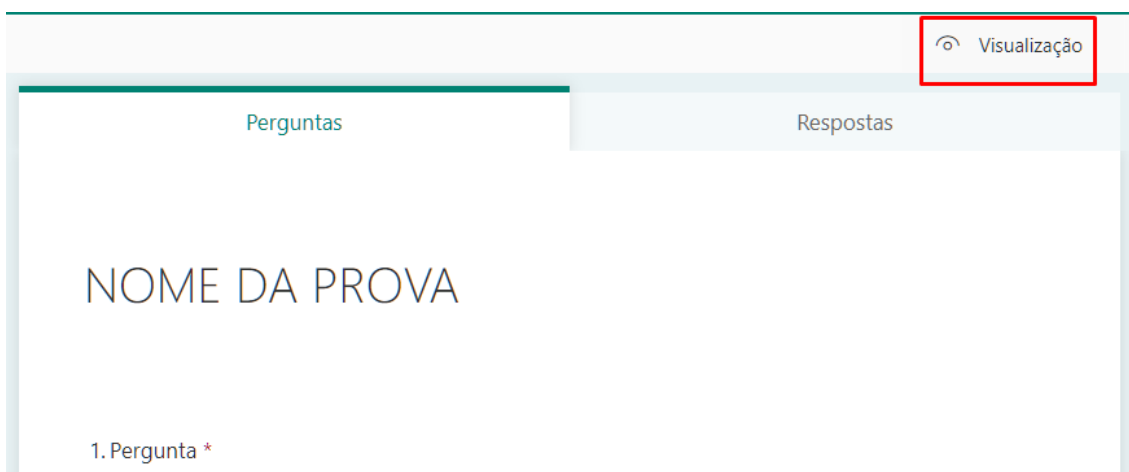 Visualização
Perguntas Respostas
NOME DA PROVA
1. Pergunta *